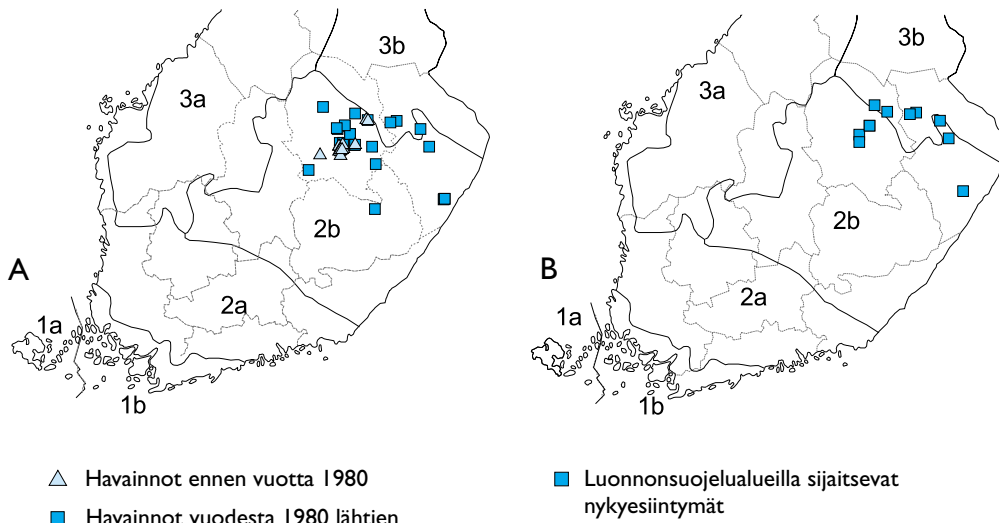 3b
3a
2b
A
2a
1a
1b
3b
3a
2b
B
2a
1a
1b
Havainnot ennen vuotta 1980
Havainnot vuodesta 1980 lähtien
Luonnonsuojelualueilla sijaitsevat
nykyesiintymät